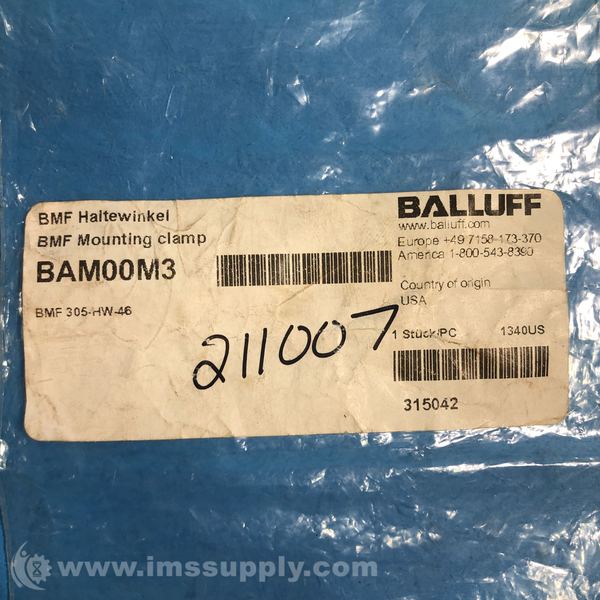 BMF Haltewinkel
BMF Mounting clamp
BAM00M3
BMF 305-HW-46
BALLUFF
www.balluff.com
Europe +49 7158-173-370
America 1-800-543-8390
Country of origin
USA
1 Stück/PC 1340US
315042
211007
www.imssupply.com